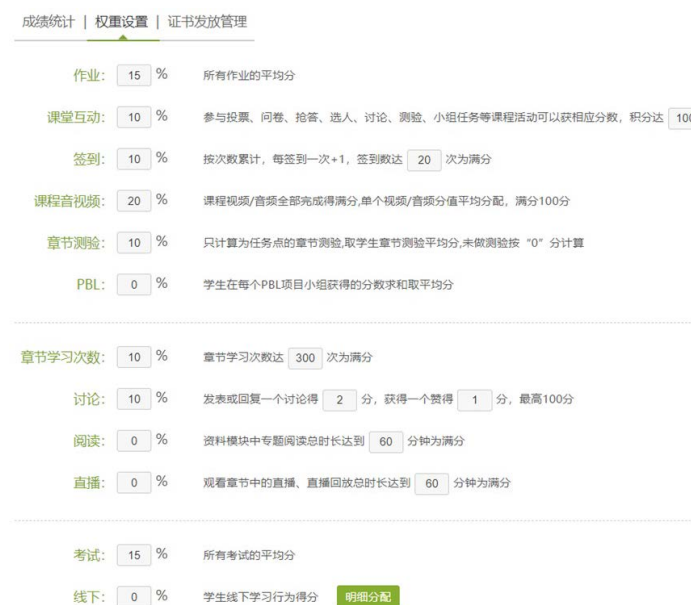 成绩统计 | 权重设置 | 证书发放管理
作业： 15 % 所有作业的平均分
课堂互动： 10 % 参与投票、问卷、抢答、选人、讨论、测验、小组任务等课程活动可以获相应分数，积分达 100
签到： 10 % 按次数累计，每签到一次+1，签到数达 20 次为满分
课程音视频： 20 % 课程视频/音频全部完成得满分,单个视频/音频分值平均分配，满分100分
章节测验： 10 % 只计算为任务点的章节测验,取学生章节测验平均分,未做测验按“0”分计算
PBL： 0 % 学生在每个PBL项目小组获得的分数求和取平均分
章节学习次数： 10 % 章节学习次数达 300 次为满分
讨论： 10 % 发表或回复一个讨论得 2 分，获得一个赞得 1 分，最高100分
阅读： 0 % 资料模块中专题阅读总时长达到 60 分钟为满分
直播： 0 % 观看章节中的直播、直播回放总时长达到 60 分钟为满分
考试： 15 % 所有考试的平均分
线下： 0 % 学生线下学习行为得分 明细分配